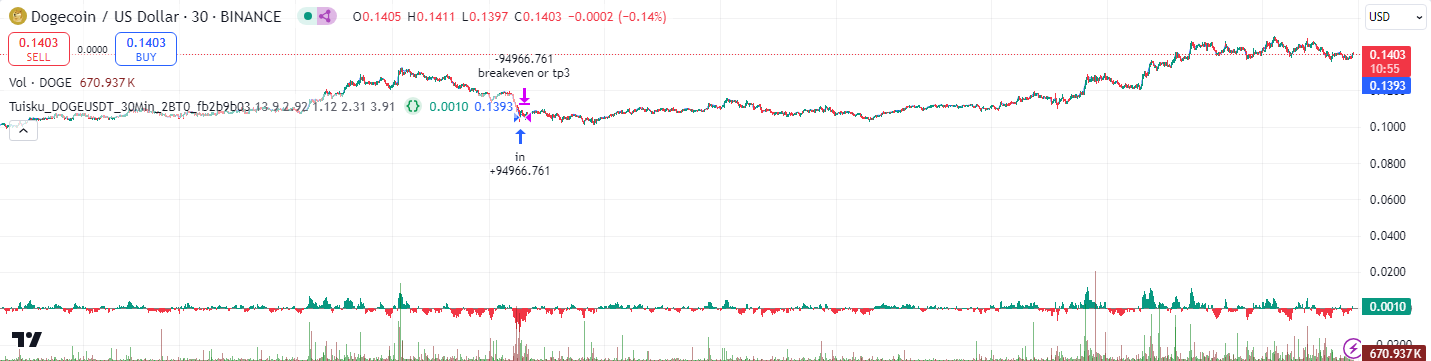 Dogecoin / US Dollar · 30 · BINANCE
O0.1405 H0.1411 L0.1397 C0.1403 −0.0002 (−0.14%)
USD
0.1403
SELL
0.0000
0.1403
BUY
Vol · DOGE 670.937 K
Tuisku_DOGEUSDT_30Min_2BT0_fb2b9b03 13 9 2.92 1.12 2.31 3.91 {} 0.0010 0.1393
-94966.761
breakeven or tp3
in
+94966.761
0.1403
10:55
0.1393
0.1000
0.0800
0.0600
0.0400
0.0200
0.0010
670.937 K